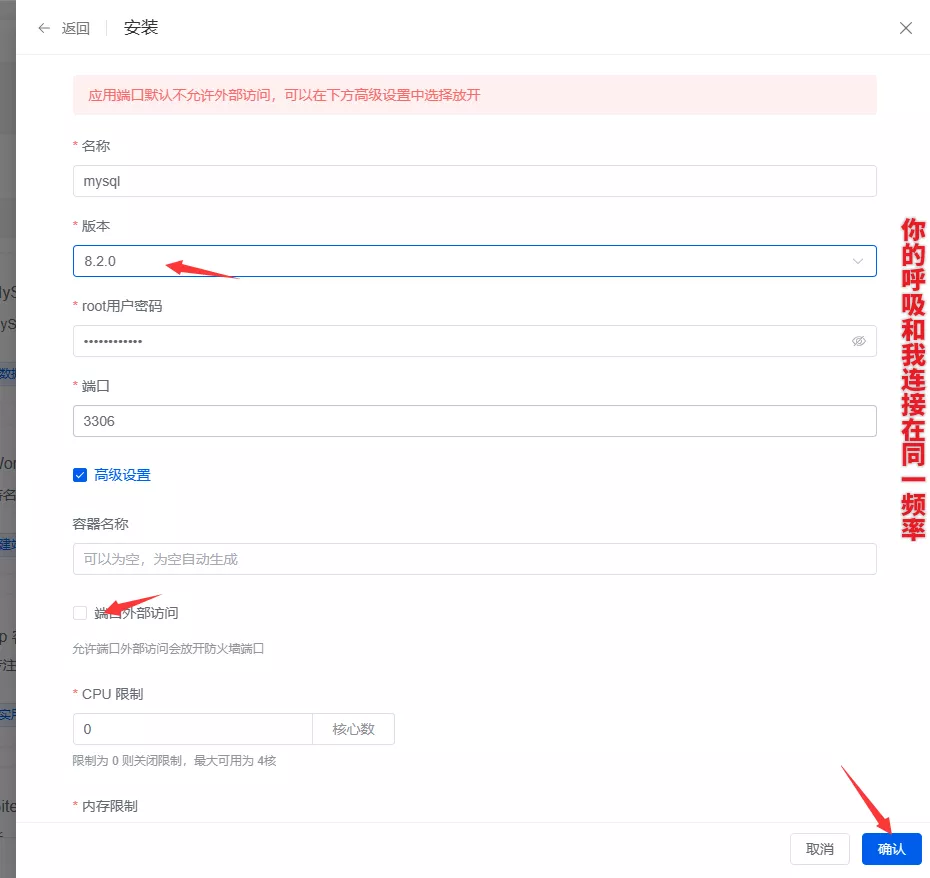 返回
安装
应用端口默认不允许外部访问，可以在下方高级设置中选择放开
* 名称
mysql
* 版本
8.2.0
* root用户密码
••••••••••••
* 端口
3306
高级设置
容器名称
可以为空，为空自动生成
端口外部访问
允许端口外部访问会放开防火墙端口
* CPU 限制
0
核心数
限制为 0 则关闭限制，最大可用为 4核
* 内存限制
取消
确认
你的呼吸和我连接在同一频率